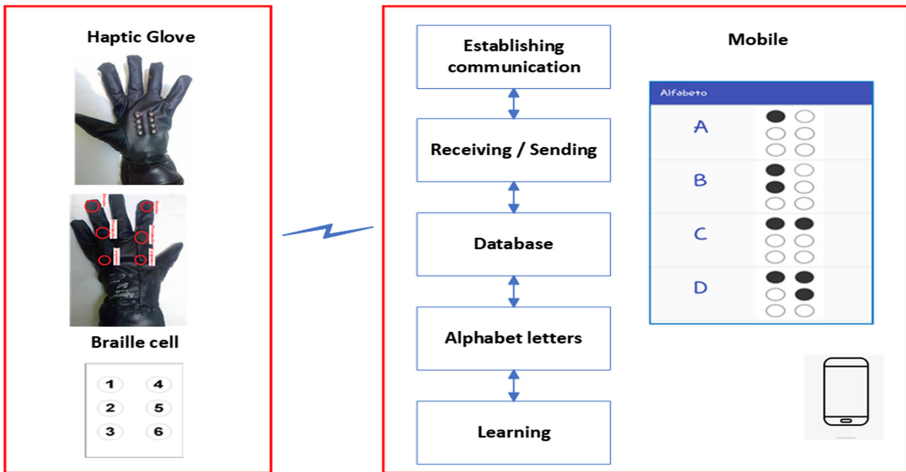 Haptic Glove
Braille cell
1 4
2 5
3 6
Establishing
communication
Receiving / Sending
Database
Alphabet letters
Learning
Mobile
Alfabeto
A
B
C
D